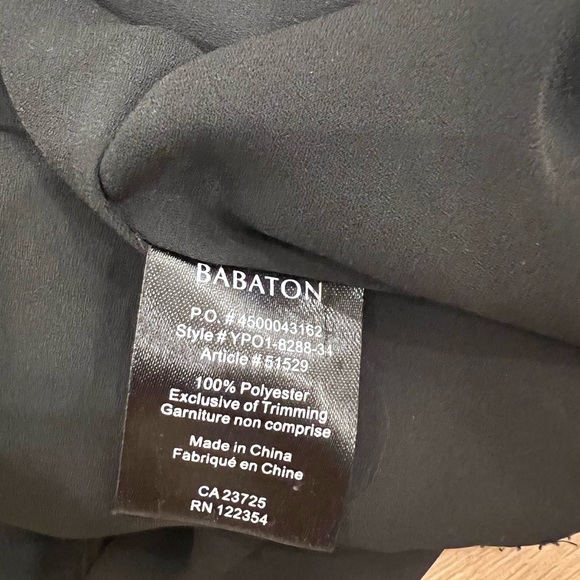 BABATON
P.O. # 4500043162
Style # YPO1-8288-34
Article # 51529
100% Polyester
Exclusive of Trimming
Garniture non comprise
Made in China
Fabriqué en Chine
CA 23725
RN 122354